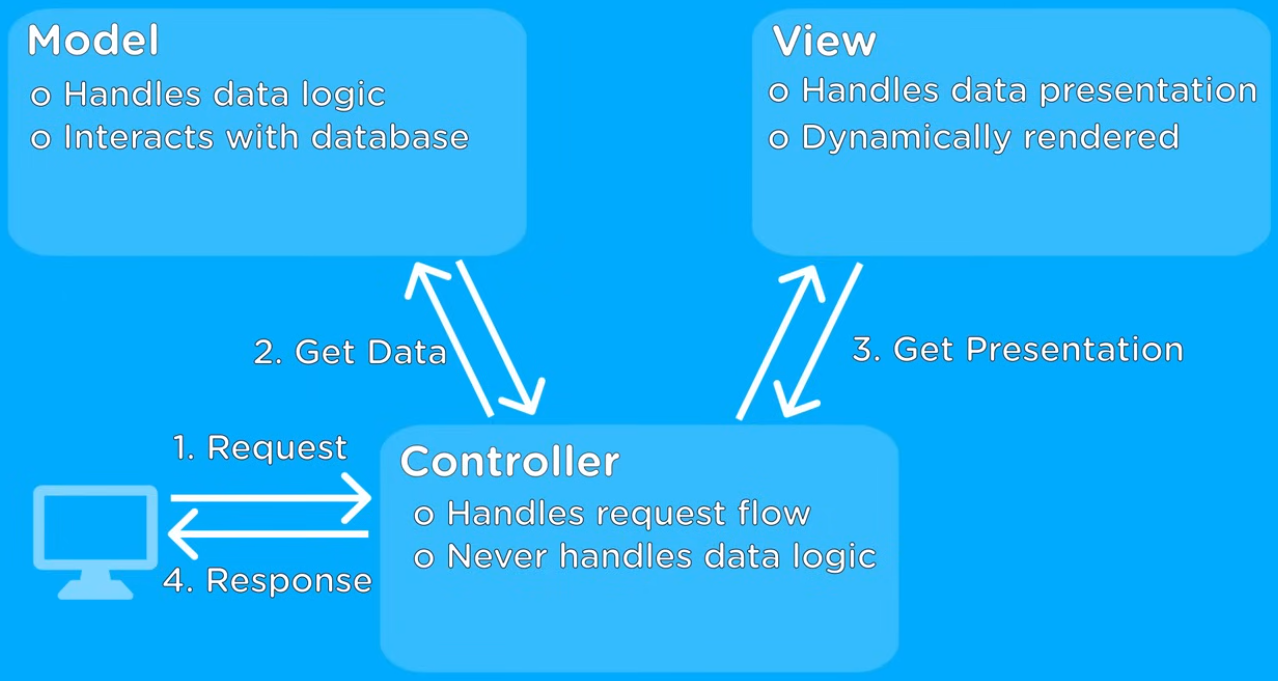 Model
o Handles data logic
o Interacts with database
View
o Handles data presentation
o Dynamically rendered
2. Get Data
3. Get Presentation
1. Request
4. Response
Controller
o Handles request flow
o Never handles data logic